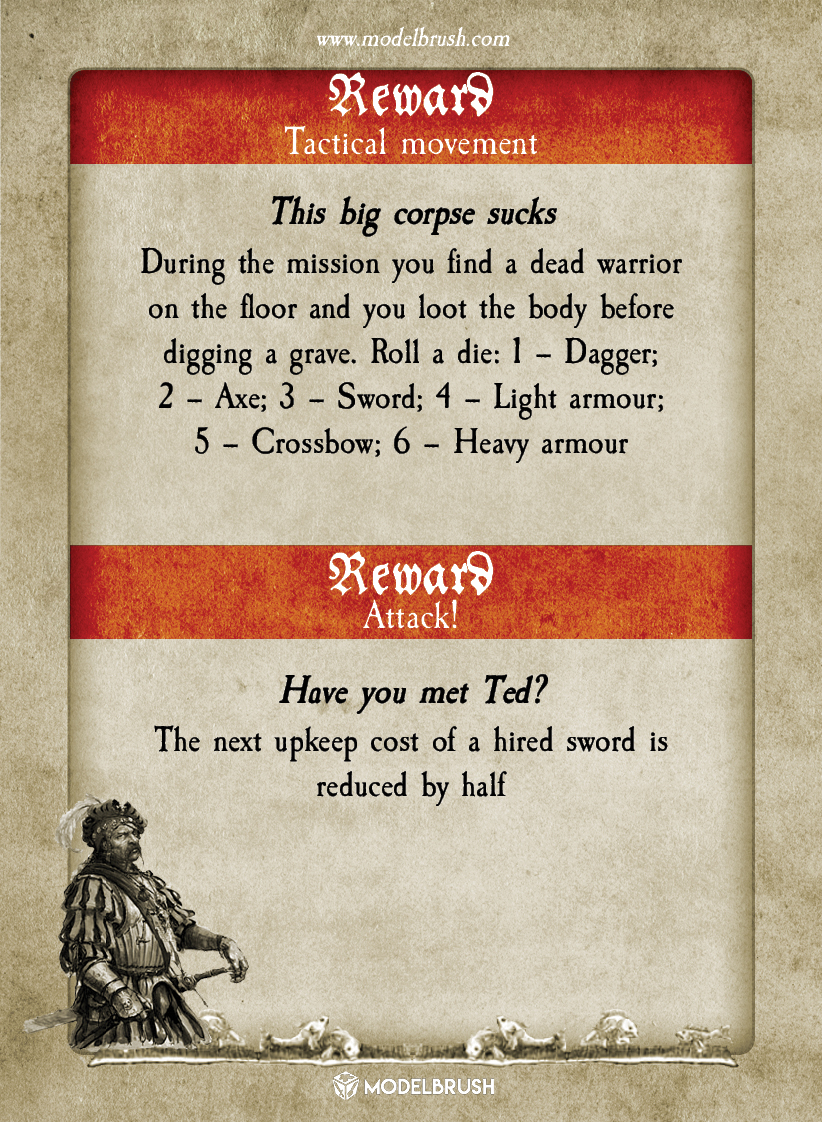 www.modelbrush.com
Reward
Tactical movement
This big corpse sucks
During the mission you find a dead warrior
on the floor and you loot the body before
digging a grave. Roll a die: 1 – Dagger;
2 – Axe; 3 – Sword; 4 – Light armour;
5 – Crossbow; 6 – Heavy armour
Reward
Attack!
Have you met Ted?
The next upkeep cost of a hired sword is
reduced by half
MODELBRUSH